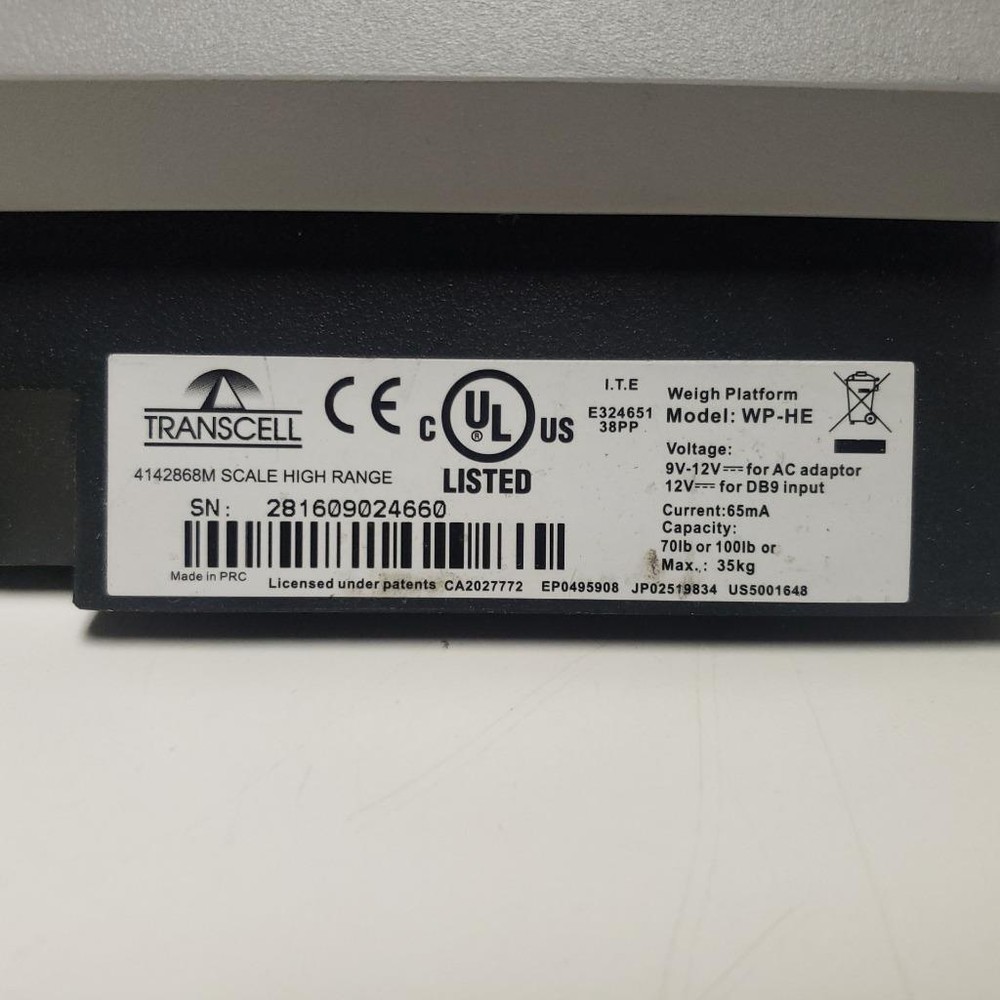 TRANSCELL
CE
C UL ® US
LISTED
I.T.E
E324651
38PP
4142868M SCALE HIGH RANGE
SN: 281609024660
Made in PRC
Weigh Platform
Model: WP-HE
Voltage:
9V-12V⎓ for AC adaptor
12V⎓ for DB9 input
Current:65mA
Capacity:
70lb or 100lb or
Max.: 35kg
Licensed under patents CA2027772 EP0495908 JP02519834 US5001648